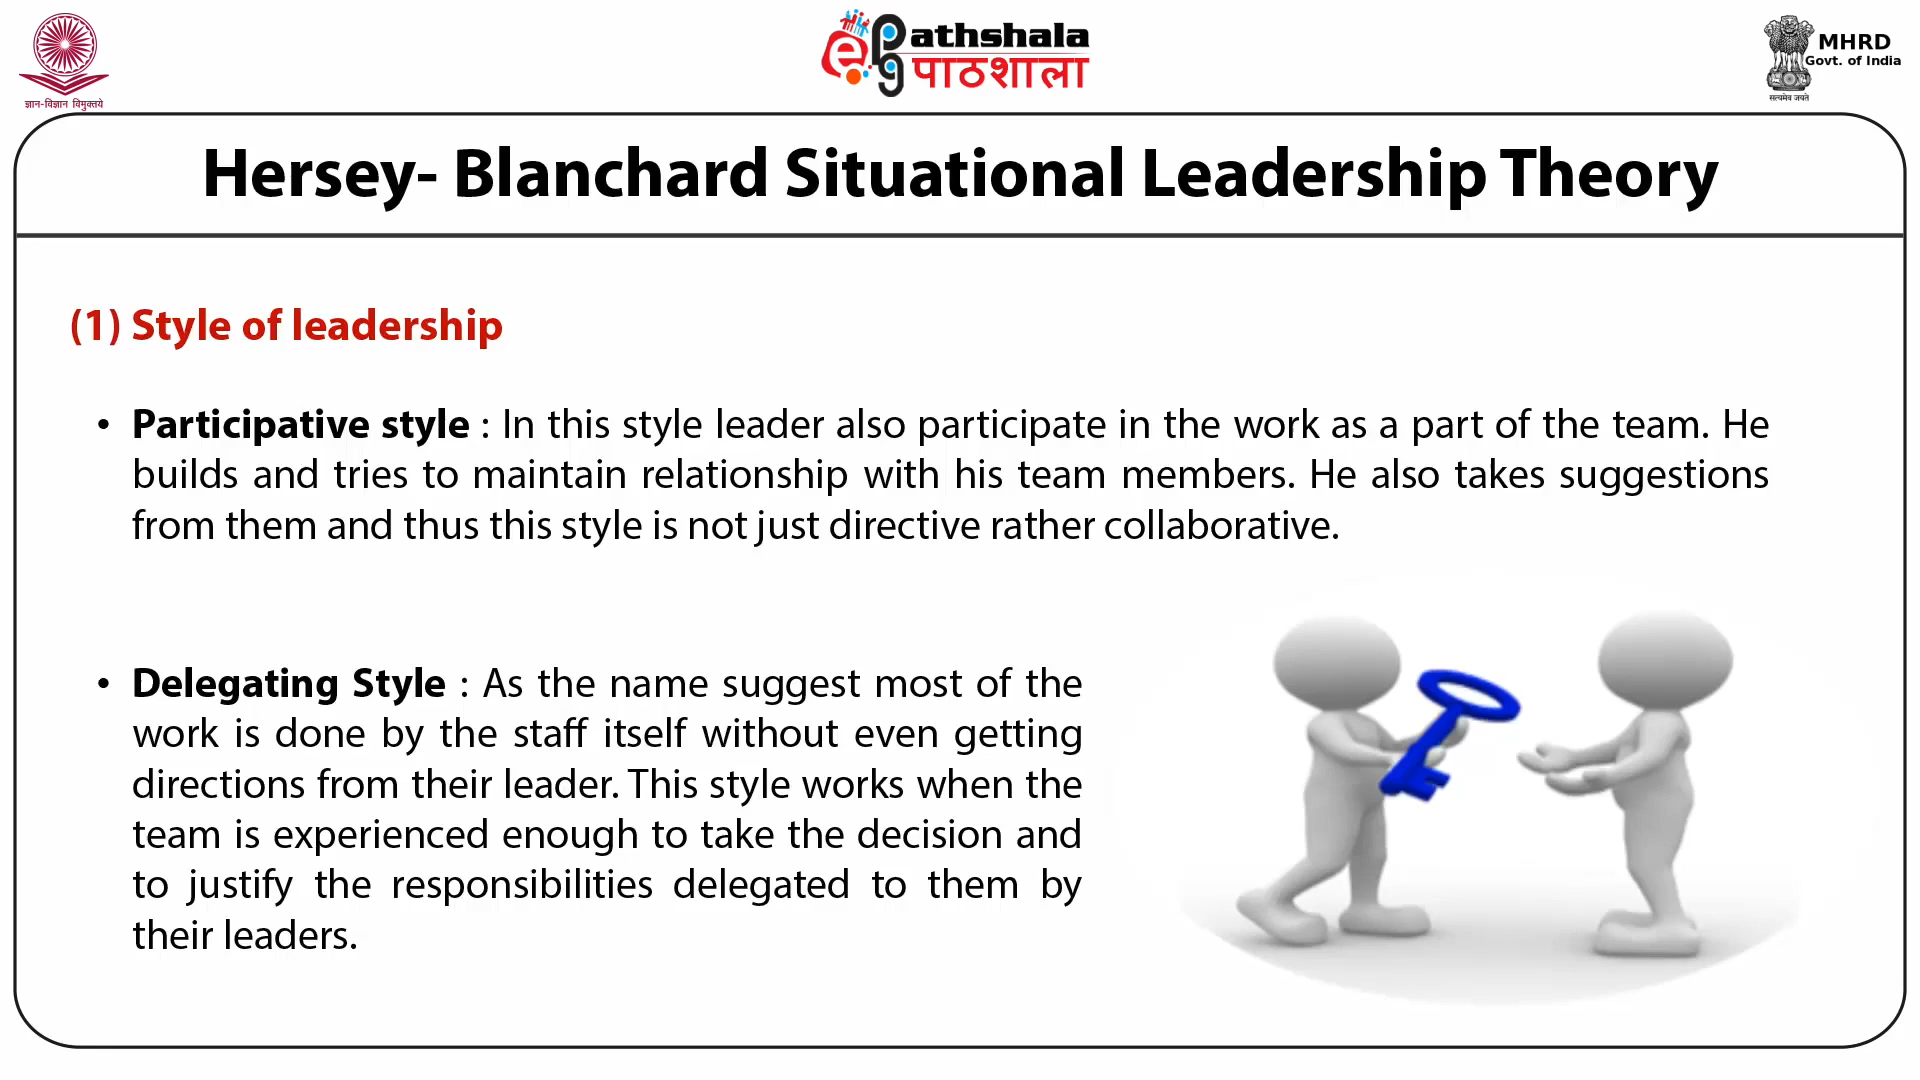 ज्ञान-विज्ञान विमुक्तये
ePG athshala
पाठशाला
MHRD
Govt. of India
सत्यमेव जयते
Hersey- Blanchard Situational Leadership Theory
(1) Style of leadership
• Participative style : In this style leader also participate in the work as a part of the team. He
builds and tries to maintain relationship with his team members. He also takes suggestions
from them and thus this style is not just directive rather collaborative.
• Delegating Style : As the name suggest most of the
work is done by the staff itself without even getting
directions from their leader. This style works when the
team is experienced enough to take the decision and
to justify the responsibilities delegated to them by
their leaders.